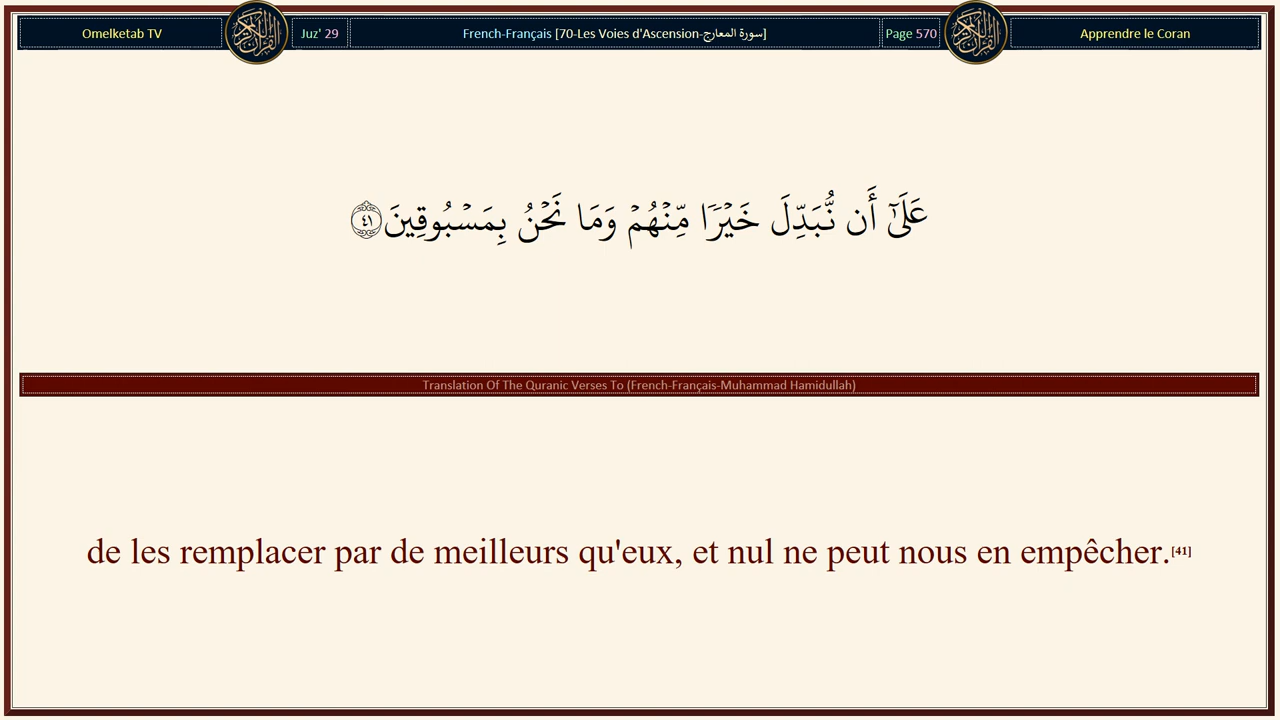 Omelketab TV
Juz' 29
French-Français [70-Les Voies d'Ascension-سورة المعارج]
Page 570
Apprendre le Coran
عَلَىٰٓ أَن نُّبَدِّلَ خَيْرًا مِّنْهُمْ وَمَا نَحْنُ بِمَسْبُوقِينَ ٤١
Translation Of The Quranic Verses To (French-Français-Muhammad Hamidullah)
de les remplacer par de meilleurs qu'eux, et nul ne peut nous en empêcher.[41]